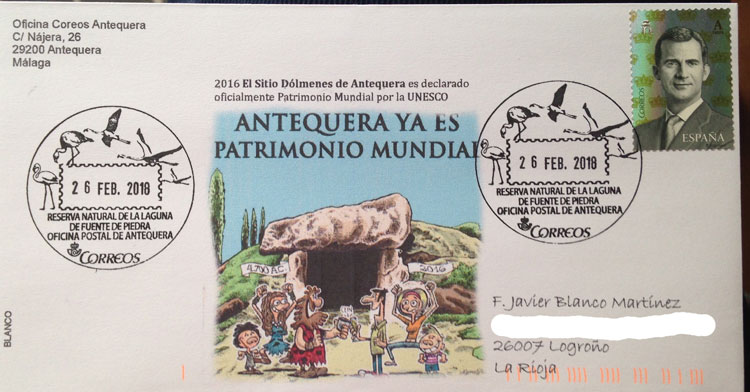 Oficina Correos Antequera
C/ Nájera, 26
29200 Antequera
Málaga
2016 El Sitio Dólmenes de Antequera es declarado
oficialmente Patrimonio Mundial por la UNESCO
ANTEQUERA YA ES
PATRIMONIO MUNDIAL
3.700 A.C.
2016
26 FEB. 2018
RESERVA NATURAL DE LA LAGUNA
DE FUENTE DE PIEDRA
OFICINA POSTAL DE ANTEQUERA
CORREOS
26 FEB. 2018
RESERVA NATURAL DE LA LAGUNA
DE FUENTE DE PIEDRA
OFICINA POSTAL DE ANTEQUERA
CORREOS
A
CORREOS
ESPAÑA
F. Javier Blanco Martínez
26007 Logroño
La Rioja
BLANCO